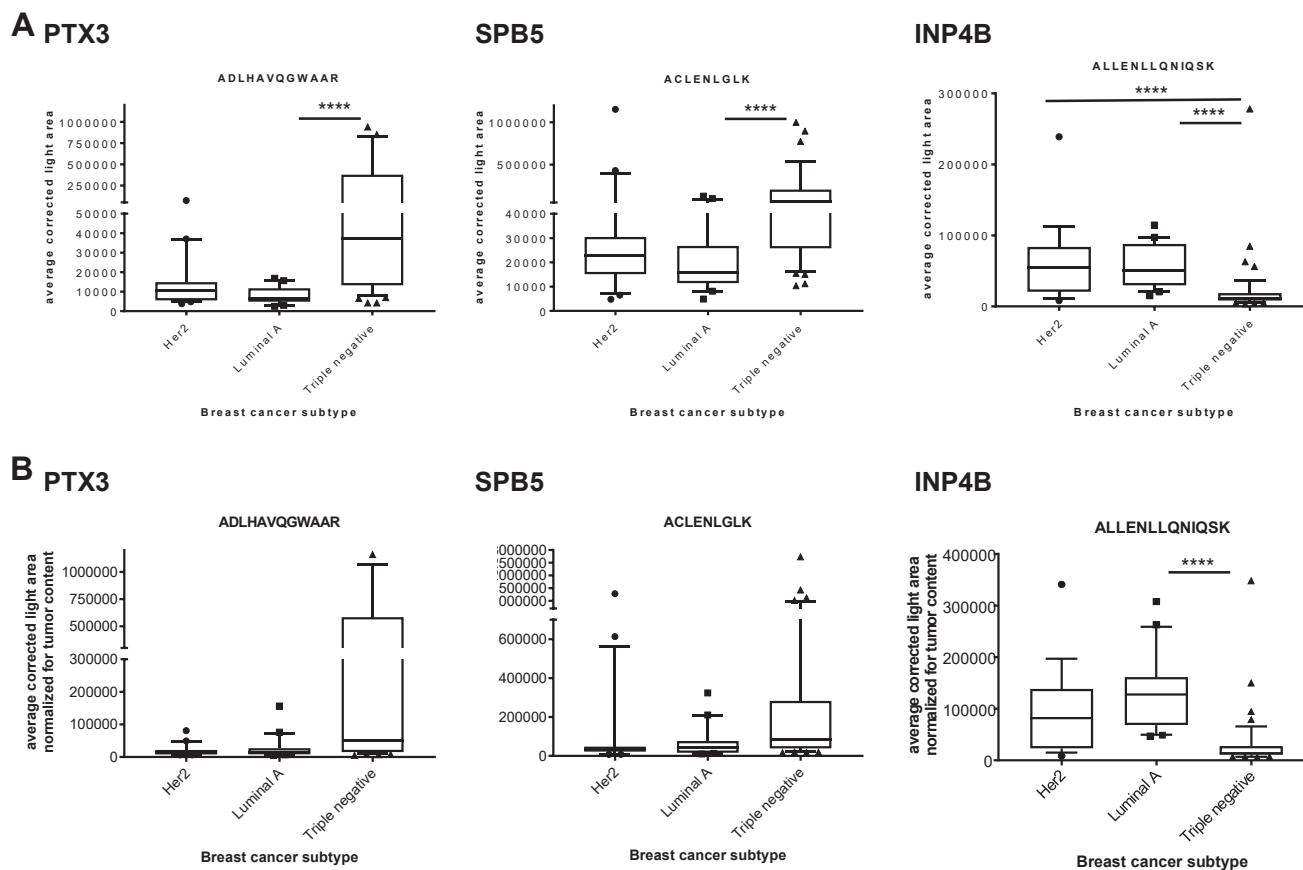 A PTX3
SPB5
INP4B
ADLHAVQGWAAR
ACLENLGLK
ALLENLLQNIQSK
average corrected light area
1000000
750000
500000
250000
50000
40000
30000
20000
10000
0
****
Her2
Luminal A
Triple negative
Breast cancer subtype
average corrected light area
1000000
500000
40000
30000
20000
10000
0
****
Her2
Luminal A
Triple negative
Breast cancer subtype
average corrected light area
300000
200000
100000
0
****
****
Her2
Luminal A
Triple negative
Breast cancer subtype
B PTX3
SPB5
INP4B
ADLHAVQGWAAR
ACLENLGLK
ALLENLLQNIQSK
average corrected light area
normalized for tumor content
1000000
750000
500000
300000
200000
100000
0
Her2
Luminal A
Triple negative
Breast cancer subtype
600000
400000
200000
0
Her2
Luminal A
Triple negative
Breast cancer subtype
average corrected light area
normalized for tumor content
400000
300000
200000
100000
0
****
Her2
Luminal A
Triple negative
Breast cancer subtype